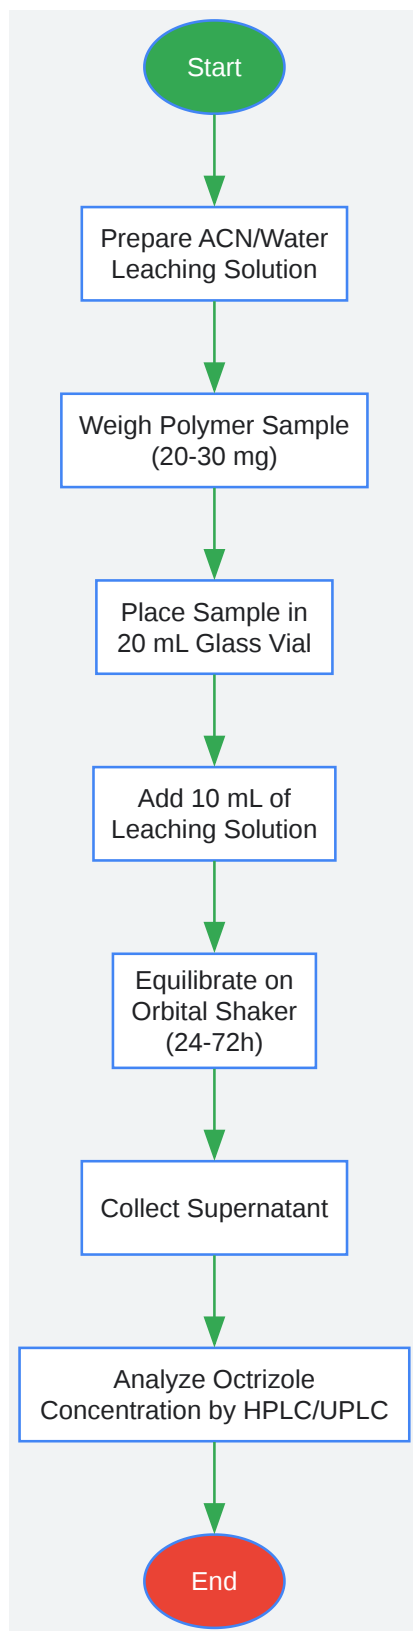 Start
Prepare ACN/Water
Leaching Solution
Weigh Polymer Sample
(20-30 mg)
Place Sample in
20 mL Glass Vial
Add 10 mL of
Leaching Solution
Equilibrate on
Orbital Shaker
(24-72h)
Collect Supernatant
Analyze Octrizole
Concentration by HPLC/UPLC
End